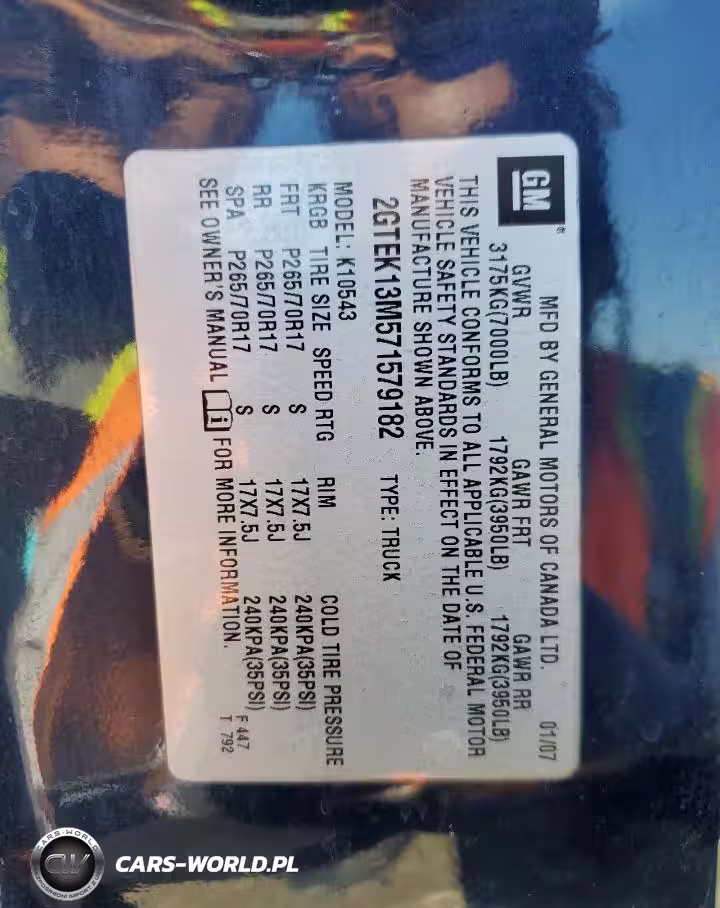 GM
MFD BY GENERAL MOTORS OF CANADA LTD. 01/07
GVWR GAWR FRT GAWR RR
3175KG(7000LB) 1792KG(3950LB) 1792KG(3950LB)
THIS VEHICLE CONFORMS TO ALL APPLICABLE U.S. FEDERAL MOTOR
VEHICLE SAFETY STANDARDS IN EFFECT ON THE DATE OF
MANUFACTURE SHOWN ABOVE.
2GTEK13M571579182 TYPE: TRUCK
MODEL: K10543
KRGB TIRE SIZE SPEED RTG RIM COLD TIRE PRESSURE
FRT P265/70R17 S 17X7.5J 240KPA(35PSI)
RR P265/70R17 S 17X7.5J 240KPA(35PSI)
SPA P265/70R17 S 17X7.5J 240KPA(35PSI)
SEE OWNER'S MANUAL i FOR MORE INFORMATION.
F 447
T 792
CARS-WORLD
CW
CARS-WORLD.PL